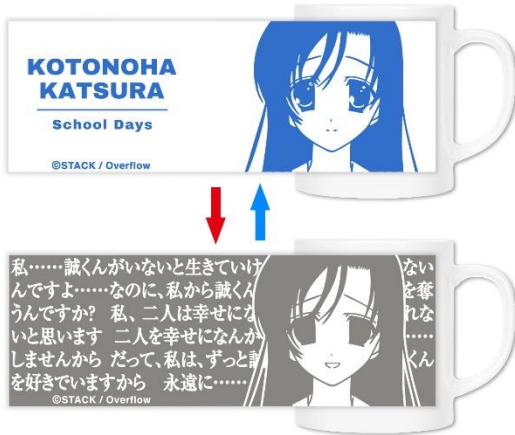 KOTONOHA
KATSURA
School Days
©STACK / Overflow
私……誠くんがいないと生きていけ ない
んですよ……なのに、私から誠くん を奪
うんですか? 私、二人は幸せにな れな
いと思います 二人を幸せになんか ……
しませんから だって、私は、ずっと くん
を好きでいますから 永遠に……
©STACK / Overflow